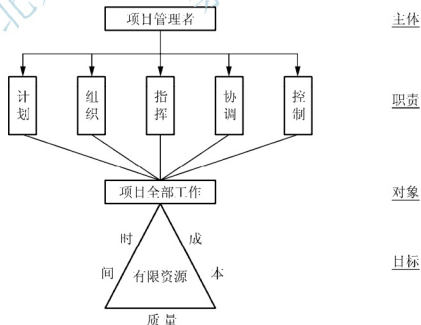 项目管理者
主体
计划
组织
指挥
协调
控制
职责
项目全部工作
对象
时间
成本
有限资源
目标
质量